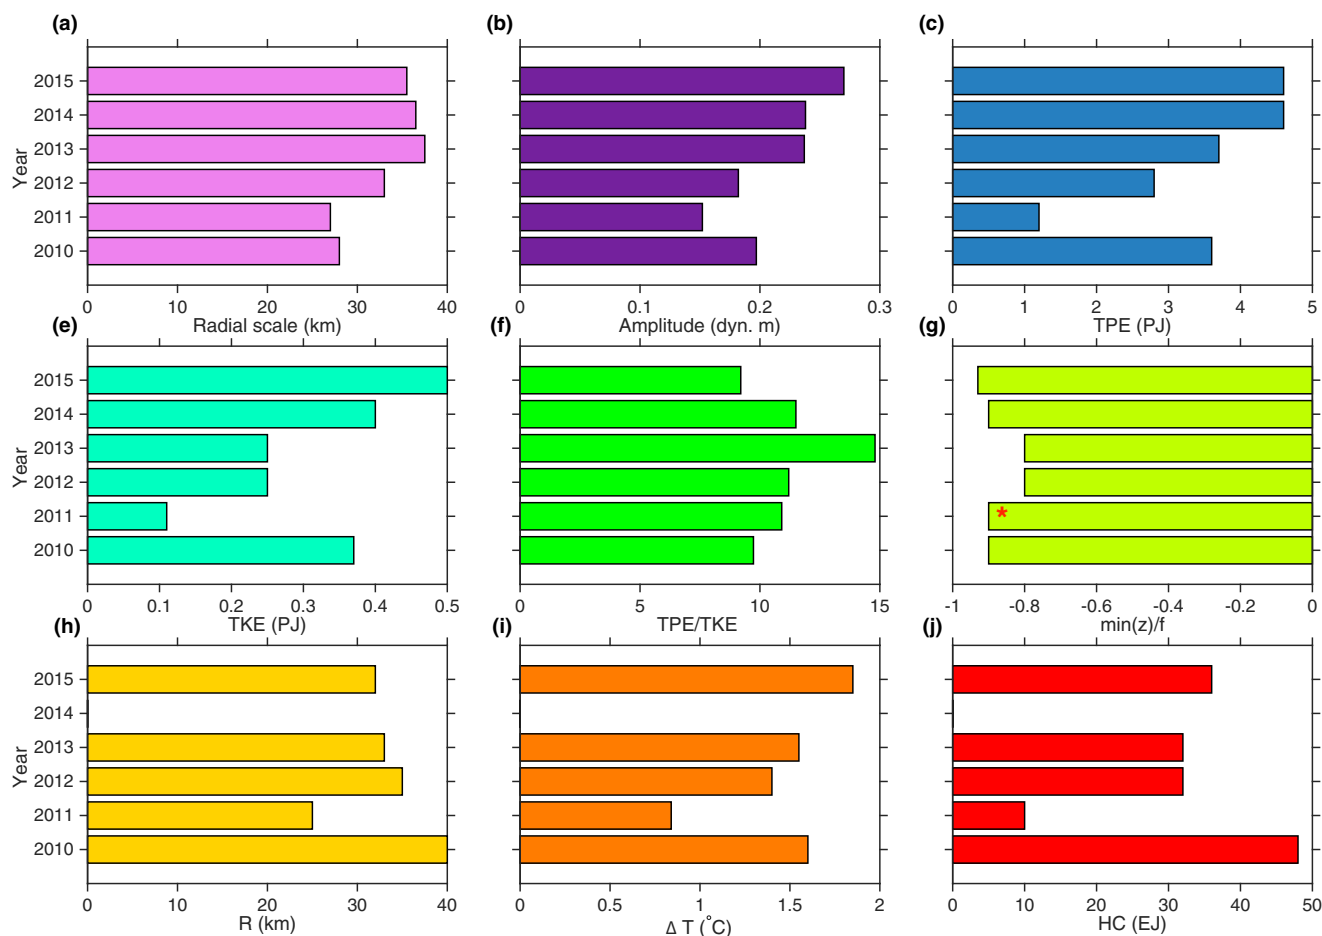 (a) (b) (c)
2015
2014
2013
2012
2011
2010
Year
0 10 20 30 40 0 0.1 0.2 0.3 0 1 2 3 4 5
Radial scale (km) Amplitude (dyn. m) TPE (PJ)
(e) (f) (g)
2015
2014
2013
2012
2011 *
2010
Year
0 0.1 0.2 0.3 0.4 0.5 0 5 10 15 -1 -0.8 -0.6 -0.4 -0.2 0
TKE (PJ) TPE/TKE min(z)/f
(h) (i) (j)
2015
2014
2013
2012
2011
2010
Year
0 10 20 30 40 0 0.5 1 1.5 2 0 10 20 30 40 50
R (km) Δ T (°C) HC (EJ)